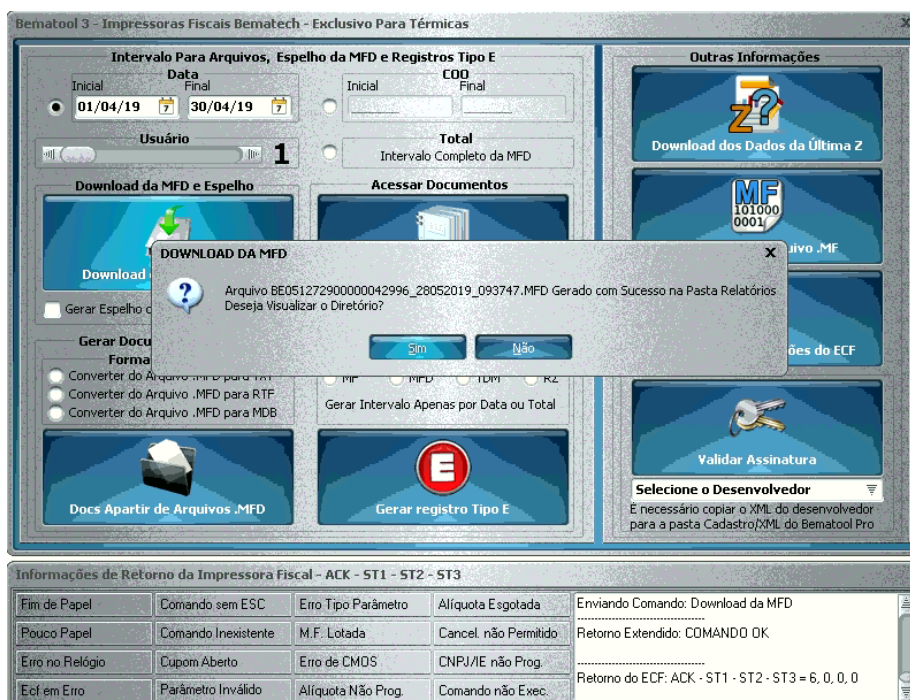 Bematool 3 - Impressoras Fiscais Bematech - Exclusivo Para Térmicas
X
Intervalo Para Arquivos, Espelho da MFD e Registros Tipo E
Data
Inicial Final
01/04/19 7 30/04/19 7
COO
Inicial Final
Usuário
1
Total
Intervalo Completo da MFD
Download da MFD e Espelho
Acessar Documentos
Download
Gerar Espelho
DOWNLOAD DA MFD
X
Arquivo BE051272900000042996_28052019_093747.MFD Gerado com Sucesso na Pasta Relatórios
Deseja Visualizar o Diretório?
Sim
Não
Gerar Docu
Forma
Converter do Arquivo .MFD para TXT
Converter do Arquivo .MFD para RTF
Converter do Arquivo .MFD para MDB
MF MFD TDM RZ
Gerar Intervalo Apenas por Data ou Total
Docs Apartir de Arquivos .MFD
E
Gerar registro Tipo E
Outras Informações
Z?
Download dos Dados da Última Z
MF
101000
0001
uivo .MF
ões do ECF
Validar Assinatura
Selecione o Desenvolvedor
É necessário copiar o XML do desenvolvedor
para a pasta Cadastro/XML do Bematool Pro
Informações de Retorno da Impressora Fiscal - ACK - ST1 - ST2 - ST3
Fim de Papel
Comando sem ESC
Erro Tipo Parâmetro
Alíquota Esgotada
Pouco Papel
Comando Inexistente
M.F. Lotada
Cancel. não Permitido
Erro no Relógio
Cupom Aberto
Erro de CMOS
CNPJ/IE não Prog.
Ecf em Erro
Parâmetro Inválido
Alíquota Não Prog.
Comando não Exec.
Enviando Comando: Download da MFD
Retorno Extendido: COMANDO OK
Retorno do ECF: ACK - ST1 - ST2 - ST3 = 6, 0, 0, 0